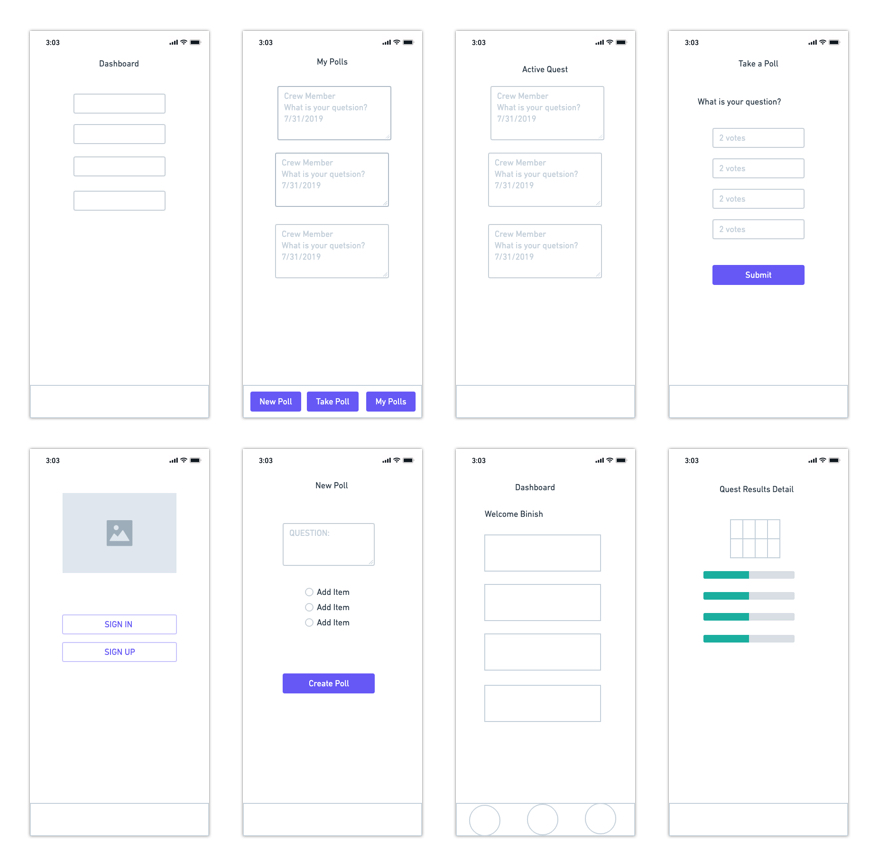 3:03
Dashboard
3:03
My Polls
Crew Member
What is your quetsion?
7/31/2019
Crew Member
What is your quetsion?
7/31/2019
Crew Member
What is your quetsion?
7/31/2019
New Poll
Take Poll
My Polls
3:03
Active Quest
Crew Member
What is your quetsion?
7/31/2019
Crew Member
What is your quetsion?
7/31/2019
Crew Member
What is your quetsion?
7/31/2019
3:03
Take a Poll
What is your question?
2 votes
2 votes
2 votes
2 votes
Submit
3:03
SIGN IN
SIGN UP
3:03
New Poll
QUESTION:
Add Item
Add Item
Add Item
Create Poll
3:03
Dashboard
Welcome Binish
3:03
Quest Results Detail